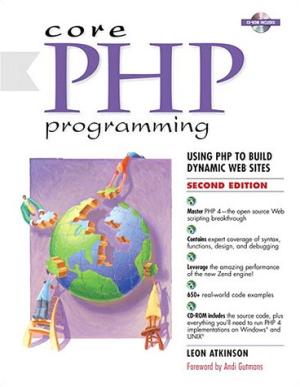 CD-ROM INCLUDED
core
PHP
programming
USING PHP TO BUILD
DYNAMIC WEB SITES
SECOND EDITION
Master PHP 4—the open source Web
scripting breakthrough
Contains expert coverage of syntax,
functions, design, and debugging
Leverage the amazing performance
of the new Zend engine!
650+ real-world code examples
CD-ROM includes the source code, plus
everything you'll need to run PHP 4
implementations on Windows® and
UNIX®
LEON ATKINSON
Foreword by Andi Gutmans